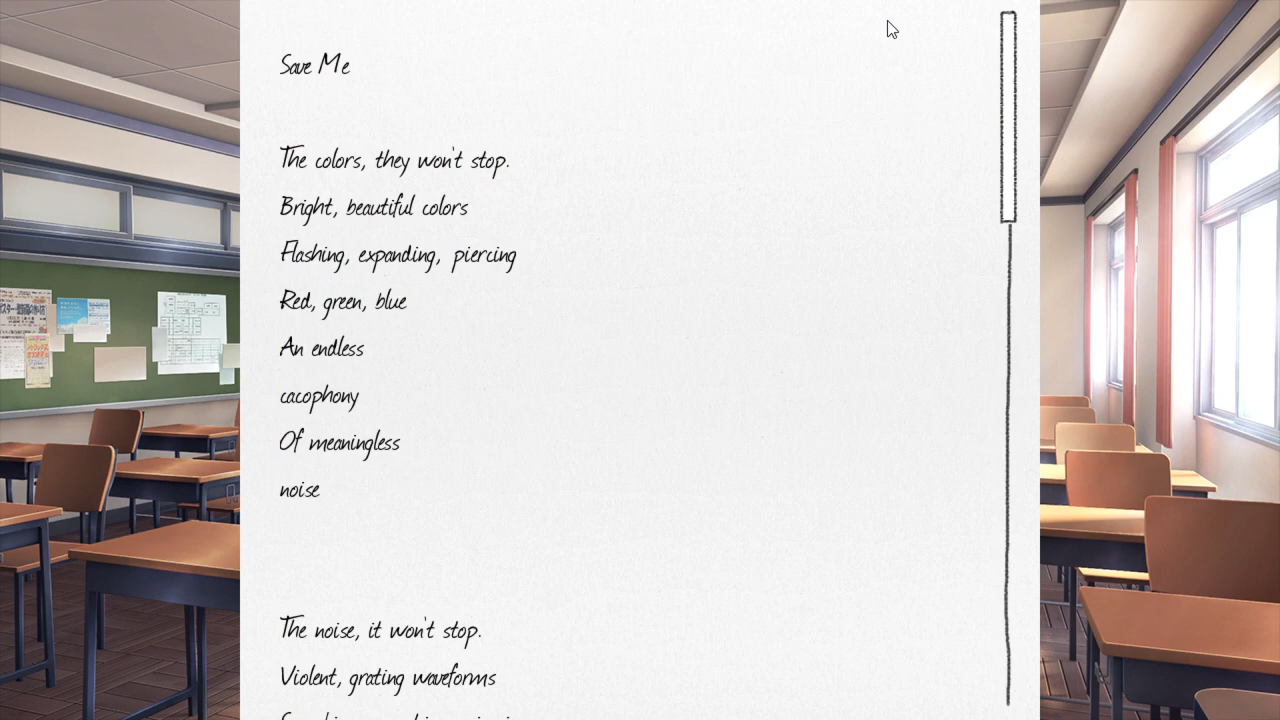 Save Me
The colors, they won't stop.
Bright, beautiful colors
Flashing, expanding, piercing
Red, green, blue
An endless
cacophony
Of meaningless
noise
The noise, it won't stop.
Violent, grating waveforms